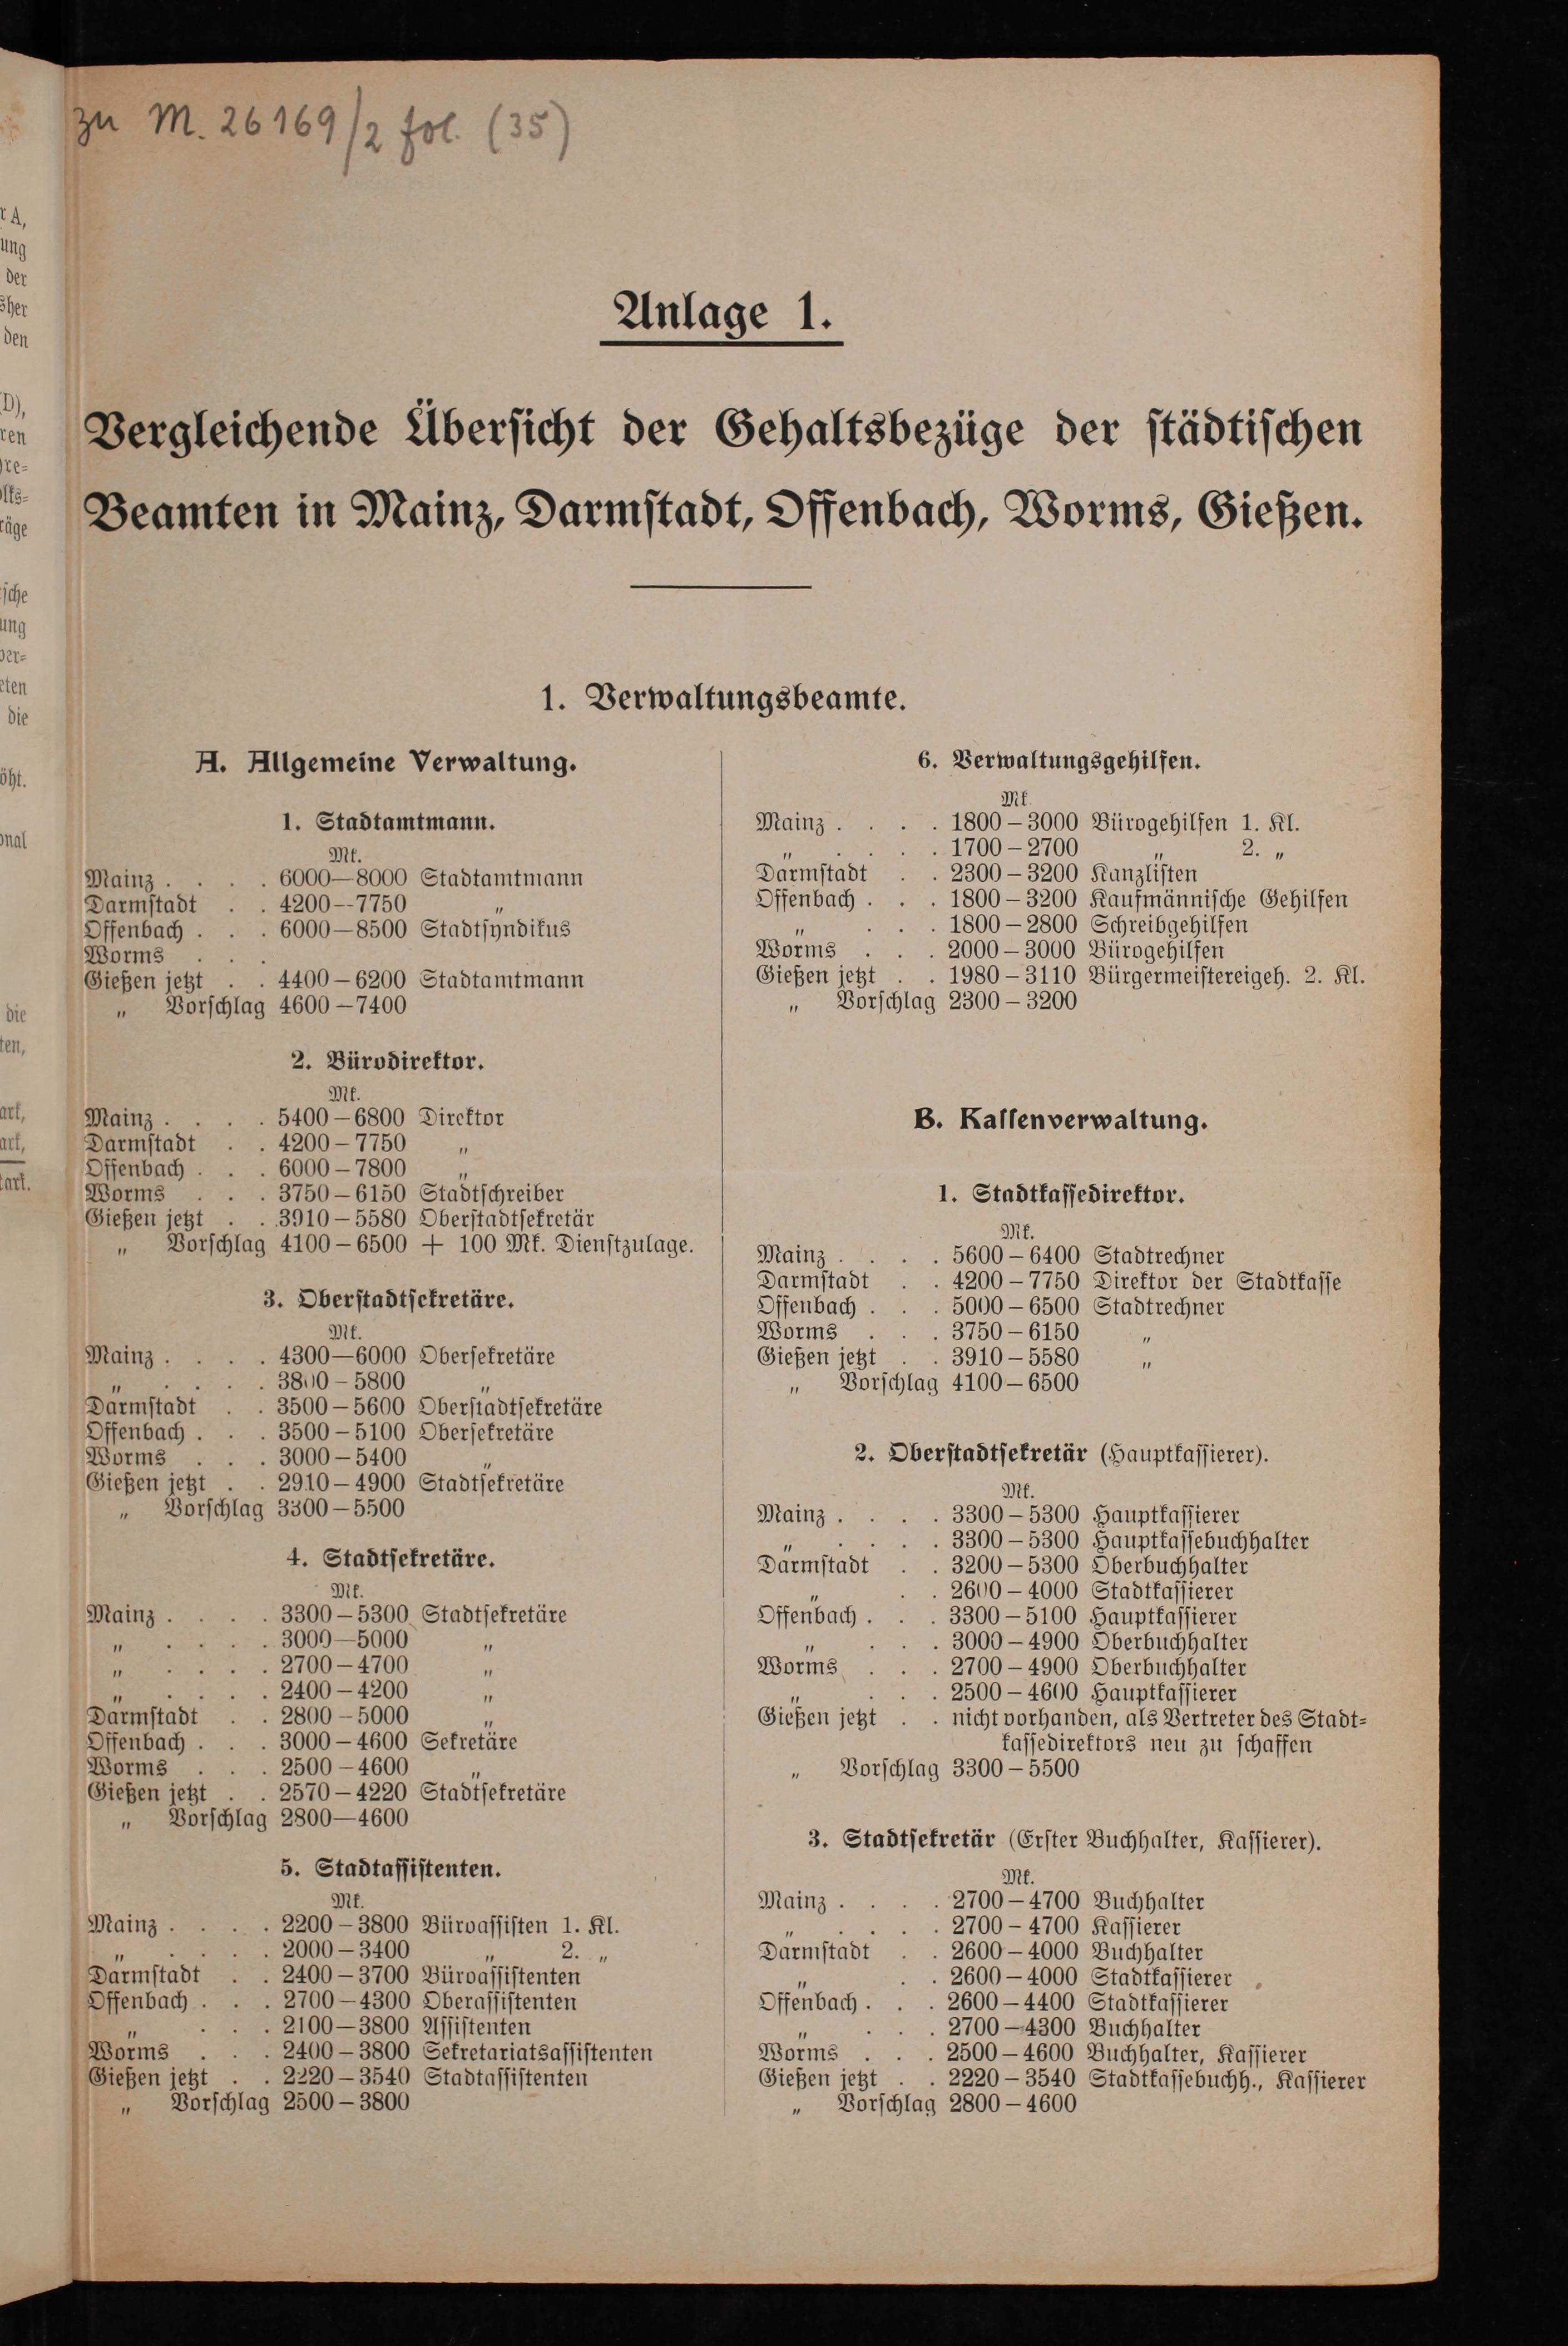 zu M. 26169/2 fol. (35)
Anlage 1.
Vergleichende Überſicht der Gehaltsbezüge der ſtädtiſchen
Beamten in Mainz, Darmſtadt, Offenbach, Worms, Gießen.
1. Verwaltungsbeamte.
A. Allgemeine Verwaltung.
1. Stadtamtmann.
Mk.
Mainz . . . . 6000—8000 Stadtamtmann
Darmſtadt . . 4200--7750 „
Offenbach . . . 6000—8500 Stadtſyndikus
Worms . . .
Gießen jetzt . . 4400—6200 Stadtamtmann
„ Vorſchlag 4600—7400
2. Bürodirektor.
Mk.
Mainz . . . . 5400—6800 Direktor
Darmſtadt . . 4200—7750 „
Offenbach . . . 6000—7800 „
Worms . . . 3750—6150 Stadtſchreiber
Gießen jetzt . . 3910—5580 Oberſtadtſekretär
„ Vorſchlag 4100—6500 + 100 Mk. Dienſtzulage.
3. Oberſtadtſekretäre.
Mk.
Mainz . . . . 4300—6000 Oberſekretäre
„ . . . . 3800—5800 „
Darmſtadt . . 3500—5600 Oberſtadtſekretäre
Offenbach . . . 3500—5100 Oberſekretäre
Worms . . . 3000—5400 „
Gießen jetzt . . 2910—4900 Stadtſekretäre
„ Vorſchlag 3300—5500
4. Stadtſekretäre.
Mk.
Mainz . . . . 3300—5300 Stadtſekretäre
„ . . . . 3000—5000 „
„ . . . . 2700—4700 „
„ . . . . 2400—4200 „
Darmſtadt . . 2800—5000 „
Offenbach . . . 3000—4600 Sekretäre
Worms . . . 2500—4600 „
Gießen jetzt . . 2570—4220 Stadtſekretäre
„ Vorſchlag 2800—4600
5. Stadtaſſiſtenten.
Mk.
Mainz . . . . 2200—3800 Büroaſſiſten 1. Kl.
„ . . . . 2000—3400 „ 2. „
Darmſtadt . . 2400—3700 Büroaſſiſtenten
Offenbach . . . 2700—4300 Oberaſſiſtenten
„ . . . 2100—3800 Aſſiſtenten
Worms . . . 2400—3800 Sekretariatsaſſiſtenten
Gießen jetzt . . 2220—3540 Stadtaſſiſtenten
„ Vorſchlag 2500—3800
6. Verwaltungsgehilfen.
Mk.
Mainz . . . . 1800—3000 Bürogehilfen 1. Kl.
„ . . . . 1700—2700 „ 2. „
Darmſtadt . . 2300—3200 Kanzliſten
Offenbach . . . 1800—3200 Kaufmänniſche Gehilfen
„ . . . 1800—2800 Schreibgehilfen
Worms . . . 2000—3000 Bürogehilfen
Gießen jetzt . . 1980—3110 Bürgermeiſtereigeh. 2. Kl.
„ Vorſchlag 2300—3200
B. Kaſſenverwaltung.
1. Stadtkaſſedirektor.
Mk.
Mainz . . . . 5600—6400 Stadtrechner
Darmſtadt . . 4200—7750 Direktor der Stadtkaſſe
Offenbach . . . 5000—6500 Stadtrechner
Worms . . . 3750—6150 „
Gießen jetzt . . 3910—5580 „
„ Vorſchlag 4100—6500
2. Oberſtadtſekretär (Hauptkaſſierer).
Mk.
Mainz . . . . 3300—5300 Hauptkaſſierer
„ . . . . 3300—5300 Hauptkaſſebuchhalter
Darmſtadt . . 3200—5300 Oberbuchhalter
„ . . 2600—4000 Stadtkaſſierer
Offenbach . . . 3300—5100 Hauptkaſſierer
„ . . . 3000—4900 Oberbuchhalter
Worms . . . 2700—4900 Oberbuchhalter
„ . . . 2500—4600 Hauptkaſſierer
Gießen jetzt . . nicht vorhanden, als Vertreter des Stadt-
kaſſedirektors neu zu ſchaffen
„ Vorſchlag 3300—5500
3. Stadtſekretär (Erſter Buchhalter, Kaſſierer).
Mk.
Mainz . . . . 2700—4700 Buchhalter
„ . . . . 2700—4700 Kaſſierer
Darmſtadt . . 2600—4000 Buchhalter
„ . . 2600—4000 Stadtkaſſierer
Offenbach . . . 2600—4400 Stadtkaſſierer
„ . . . 2700—4300 Buchhalter
Worms . . . 2500—4600 Buchhalter, Kaſſierer
Gießen jetzt . . 2220—3540 Stadtkaſſebuchh., Kaſſierer
„ Vorſchlag 2800—4600